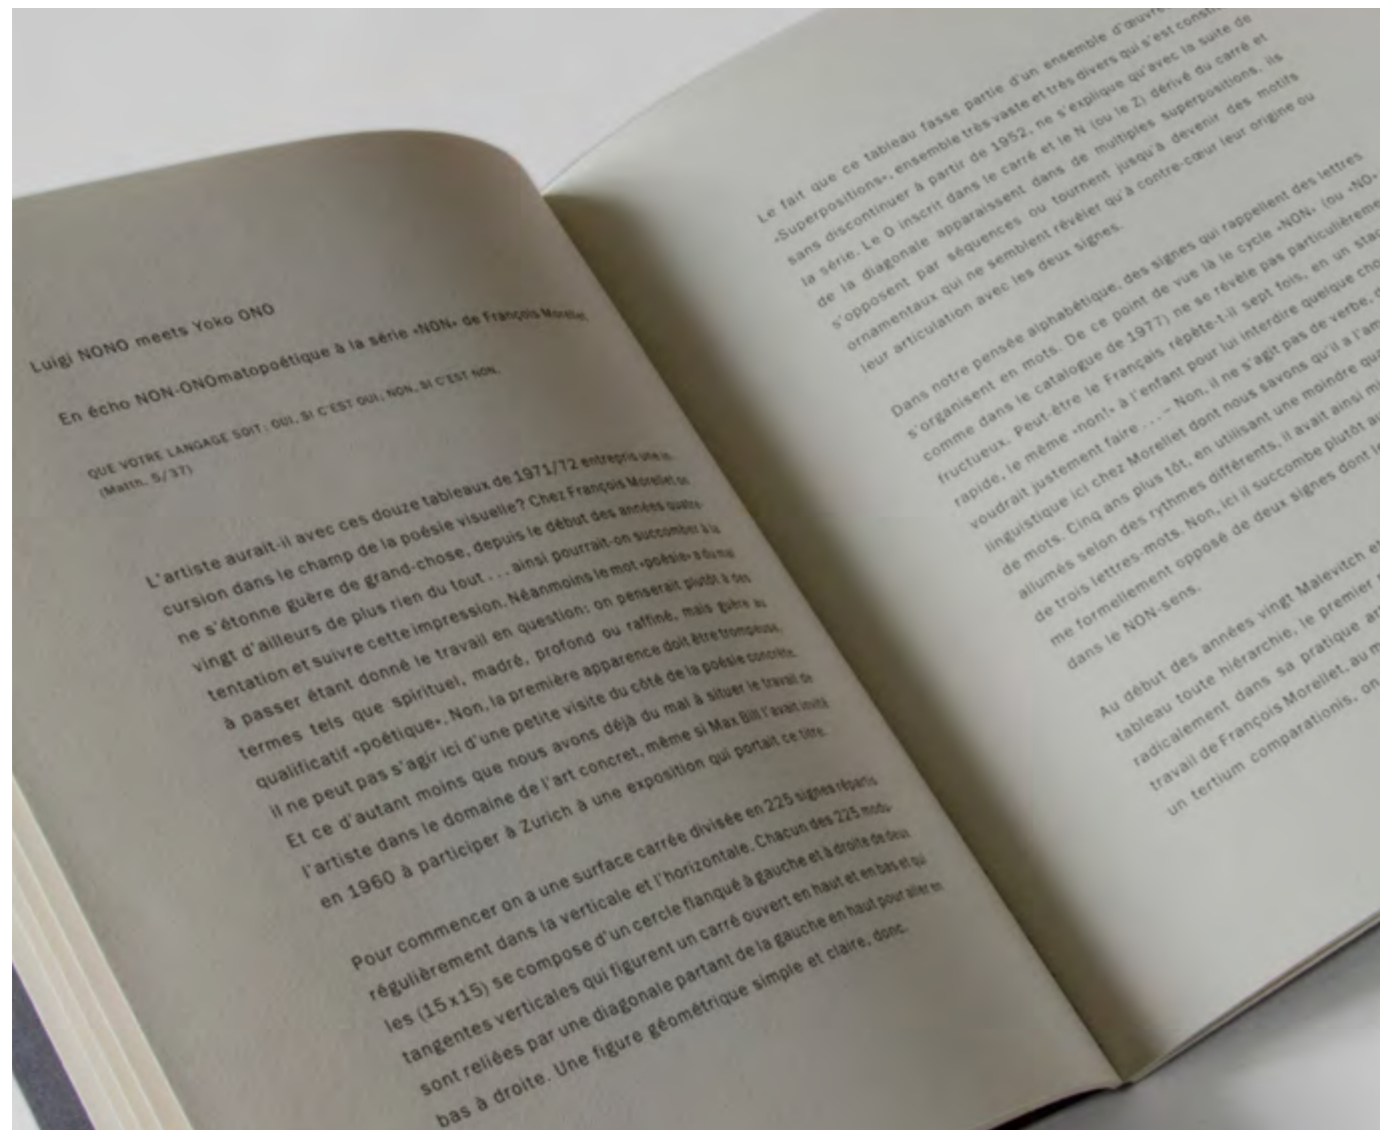 Luigi NONO meets Yoko ONO
En écho NON-ONOmatopoétique à la série «NON» de François Morellet
QUE VOTRE LANGAGE SOIT: OUI, SI C'EST OUI; NON, SI C'EST NON.
(Matth. 5/37)
L'artiste aurait-il avec ces douze tableaux de 1971/72 entrepris une in-
cursion dans le champ de la poésie visuelle? Chez François Morellet on
ne s'étonne guère de grand-chose, depuis le début des années quatre-
vingt d'ailleurs de plus rien du tout . . . ainsi pourrait-on succomber à la
tentation et suivre cette impression. Néanmoins le mot «poésie» a du mal
à passer étant donné le travail en question: on penserait plutôt à des
termes tels que spirituel, madré, profond ou raffiné, mais guère au
qualificatif «poétique». Non, la première apparence doit être trompeuse,
il ne peut pas s'agir ici d'une petite visite du côté de la poésie concrète.
Et ce d'autant moins que nous avons déjà du mal à situer le travail de
l'artiste dans le domaine de l'art concret, même si Max Bill l'avait invité
en 1960 à participer à Zurich à une exposition qui portait ce titre.
Pour commencer on a une surface carrée divisée en 225 signes répartis
régulièrement dans la verticale et l'horizontale. Chacun des 225 modu-
les (15x15) se compose d'un cercle flanqué à gauche et à droite de deux
tangentes verticales qui figurent un carré ouvert en haut et en bas et qui
sont reliées par une diagonale partant de la gauche en haut pour aller en
bas à droite. Une figure géométrique simple et claire, donc.
Le fait que ce tableau fasse partie d'un ensemble d'œuvres
«Superpositions», ensemble très vaste et très divers qui s'est
sans discontinuer à partir de 1952, ne s'explique qu'avec la suite de
la série. Le O inscrit dans le carré et le N (ou le Z) dérivé du carré et
de la diagonale apparaissent dans de multiples superpositions, ils
s'opposent par séquences ou tournent jusqu'à devenir des motifs
ornamentaux qui ne semblent révéler qu'à contre-cœur leur origine ou
leur articulation avec les deux signes.
Dans notre pensée alphabétique, des signes qui rappellent des lettres
s'organisent en mots. De ce point de vue là le cycle «NON» (ou «NO»
comme dans le catalogue de 1977) ne se révèle pas particulièreme
fructueux. Peut-être le Français répète-t-il sept fois, en un stac
rapide, le même «non!» à l'enfant pour lui interdire quelque cho
voudrait justement faire . . . – Non, il ne s'agit pas de verbe, d
linguistique ici chez Morellet dont nous savons qu'il a l'am
de mots. Cinq ans plus tôt, en utilisant une moindre qua
allumés selon des rythmes différents, il avait ainsi mi
de trois lettres-mots. Non, ici il succombe plutôt au
me formellement opposé de deux signes dont le
dans le NON-sens.
Au début des années vingt Malevitch et
tableau toute hiérarchie, le premier
radicalement dans sa pratique ar
travail de François Morellet, au m
un tertium comparationis, on